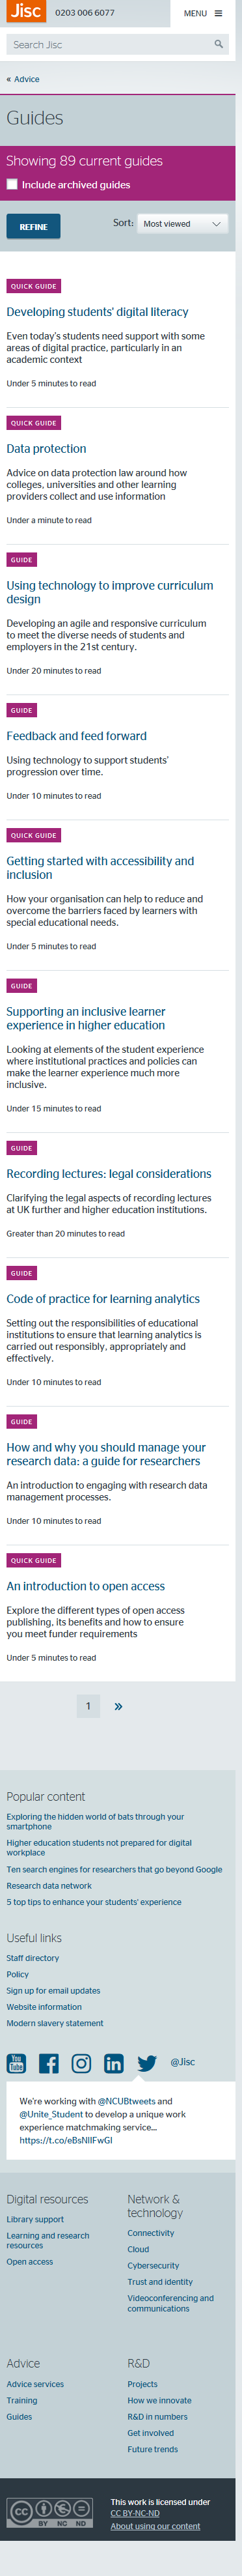 Jisc
0203 006 6077
MENU
Search Jisc
« Advice
Guides
Showing 89 current guides
Include archived guides
REFINE
Sort:
Most viewed
QUICK GUIDE
Developing students' digital literacy
Even today's students need support with some
areas of digital practice, particularly in an
academic context
Under 5 minutes to read
QUICK GUIDE
Data protection
Advice on data protection law around how
colleges, universities and other learning
providers collect and use information
Under a minute to read
GUIDE
Using technology to improve curriculum
design
Developing an agile and responsive curriculum
to meet the diverse needs of students and
employers in the 21st century.
Under 20 minutes to read
GUIDE
Feedback and feed forward
Using technology to support students'
progression over time.
Under 10 minutes to read
QUICK GUIDE
Getting started with accessibility and
inclusion
How your organisation can help to reduce and
overcome the barriers faced by learners with
special educational needs.
Under 5 minutes to read
GUIDE
Supporting an inclusive learner
experience in higher education
Looking at elements of the student experience
where institutional practices and policies can
make the learner experience much more
inclusive.
Under 15 minutes to read
GUIDE
Recording lectures: legal considerations
Clarifying the legal aspects of recording lectures
at UK further and higher education institutions.
Greater than 20 minutes to read
GUIDE
Code of practice for learning analytics
Setting out the responsibilities of educational
institutions to ensure that learning analytics is
carried out responsibly, appropriately and
effectively.
Under 10 minutes to read
GUIDE
How and why you should manage your
research data: a guide for researchers
An introduction to engaging with research data
management processes.
Under 10 minutes to read
QUICK GUIDE
An introduction to open access
Explore the different types of open access
publishing, its benefits and how to ensure
you meet funder requirements
Under 5 minutes to read
1 »
Popular content
Exploring the hidden world of bats through your
smartphone
Higher education students not prepared for digital
workplace
Ten search engines for researchers that go beyond Google
Research data network
5 top tips to enhance your students' experience
Useful links
Staff directory
Policy
Sign up for email updates
Website information
Modern slavery statement
You Tube
@Jisc
We're working with @NCUBtweets and
@Unite_Student to develop a unique work
experience matchmaking service...
https://t.co/eBsNIIFwGl
Digital resources
Library support
Learning and research
resources
Open access
Network &
technology
Connectivity
Cloud
Cybersecurity
Trust and identity
Videoconferencing and
communications
Advice
Advice services
Training
Guides
R&D
Projects
How we innovate
R&D in numbers
Get involved
Future trends
CC BY NC ND
This work is licensed under
CC BY-NC-ND
About using our content